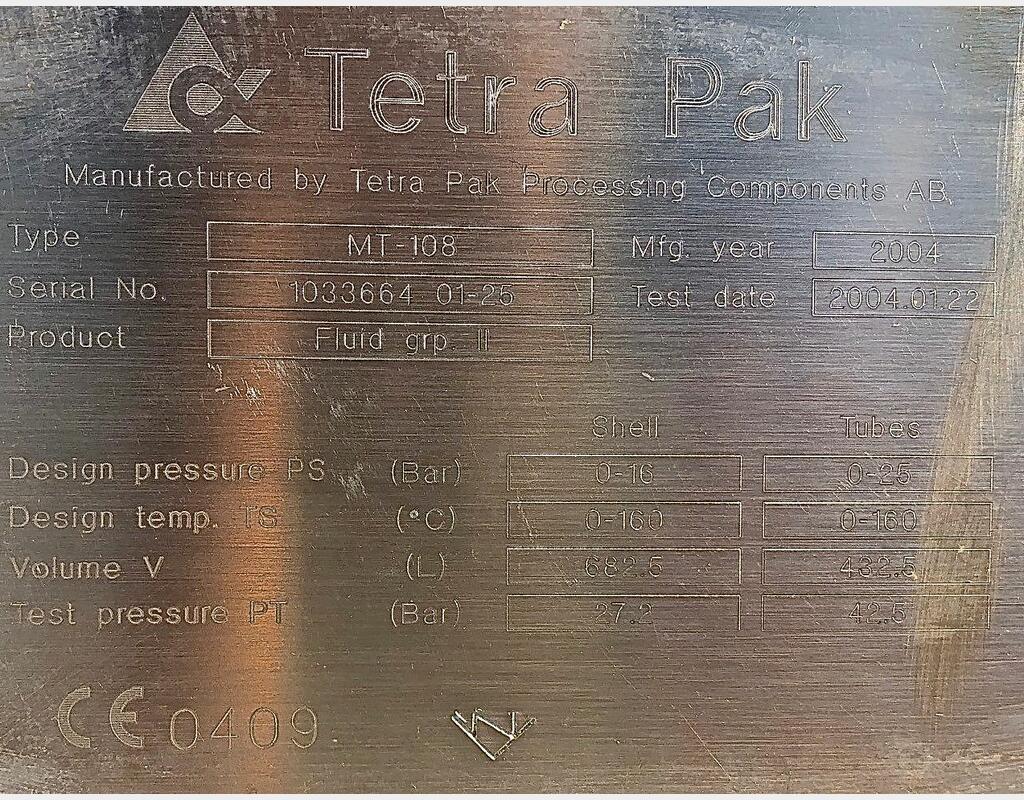 Tetra Pak
Manufactured by Tetra Pak Processing Components AB
Type MT-108 Mfg. year 2004
Serial No. 1033664 01-25 Test date 2004.01.22
Product Fluid grp. II
Shell Tubes
Design pressure PS (Bar) 0-16 0-25
Design temp. TS (°C) 0-160 0-160
Volume V (L) 682.5 432.5
Test pressure PT (Bar) 27.2 42.5
CE 0409